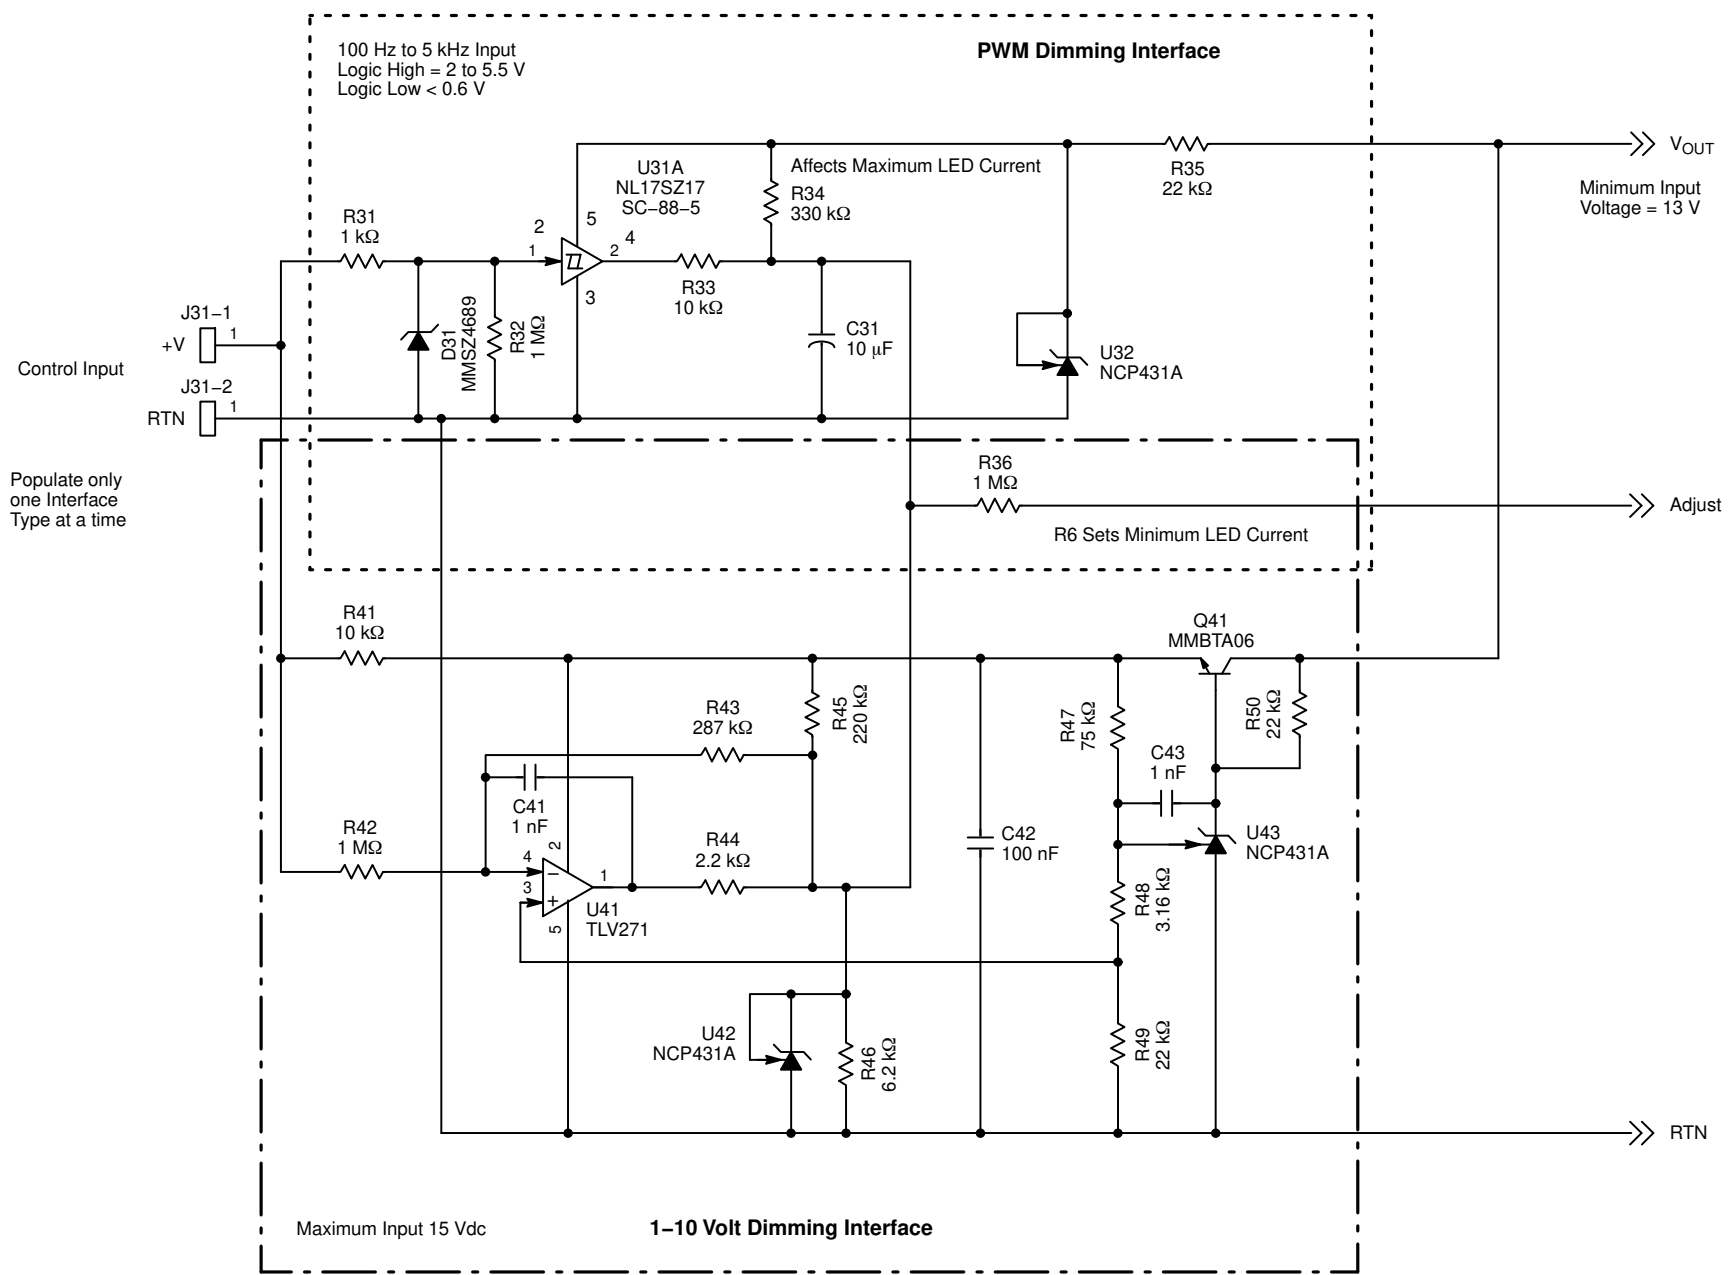 100 Hz to 5 kHz Input
Logic High = 2 to 5.5 V
Logic Low < 0.6 V
PWM Dimming Interface
U31A
NL17SZ17
SC−88−5
Affects Maximum LED Current
R34
330 kΩ
R35
22 kΩ
VOUT
Minimum Input
Voltage = 13 V
R31
1 kΩ
2
1
5
4
2
3
R33
10 kΩ
D31
MMSZ4689
R32
1 MΩ
C31
10 μF
U32
NCP431A
J31−1
1
+V
Control Input
J31−2
1
RTN
Populate only
one Interface
Type at a time
R36
1 MΩ
Adjust
R6 Sets Minimum LED Current
R41
10 kΩ
Q41
MMBTA06
R43
287 kΩ
R45
220 kΩ
R47
75 kΩ
R50
22 kΩ
C43
1 nF
C41
1 nF
R42
1 MΩ
R44
2.2 kΩ
C42
100 nF
U43
NCP431A
2
4
−
3
+
1
5
U41
TLV271
R48
3.16 kΩ
U42
NCP431A
R46
6.2 kΩ
R49
22 kΩ
RTN
Maximum Input 15 Vdc
1−10 Volt Dimming Interface